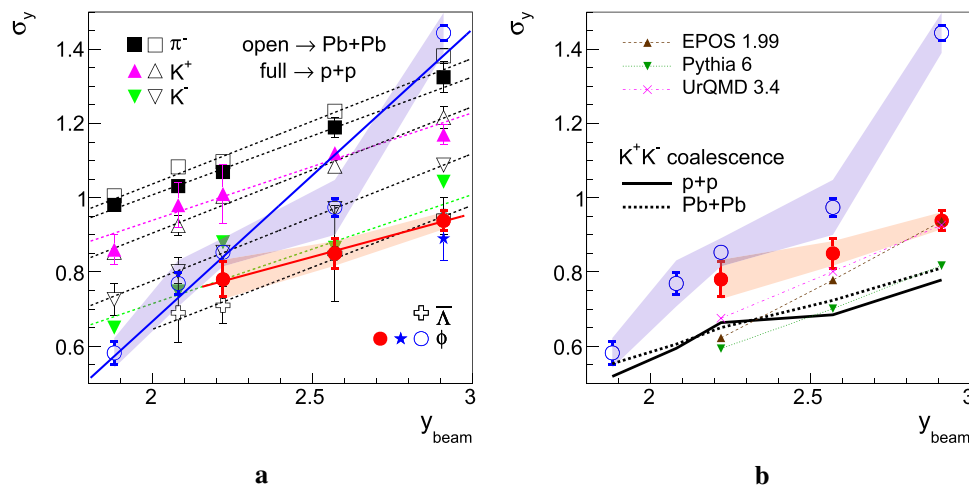 σy
1.4
1.2
1
0.8
0.6
2
2.5
3
y beam
π-
K+
K-
open → Pb+Pb
full → p+p
Λ̅
ϕ
a
σy
1.4
1.2
1
0.8
0.6
2
2.5
3
y beam
EPOS 1.99
Pythia 6
UrQMD 3.4
K+K- coalescence
p+p
Pb+Pb
b